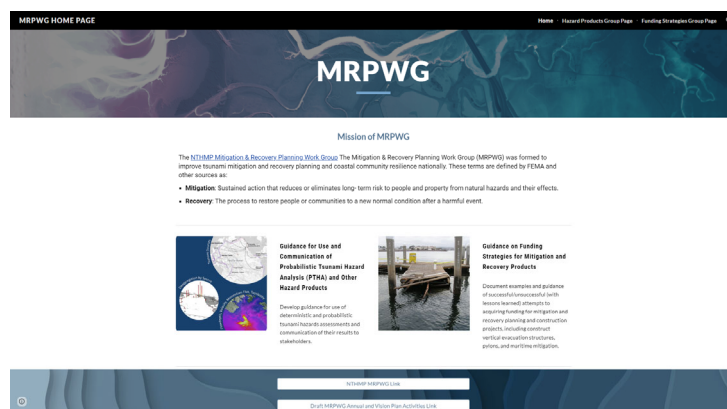 MRPWG HOME PAGE
Home · Hazard Products Group Page · Funding Strategies Group Page
MRPWG
Mission of MRPWG
The NTHMP Mitigation & Recovery Planning Work Group The Mitigation & Recovery Planning Work Group (MRPWG) was formed to
improve tsunami mitigation and recovery planning and coastal community resilience nationally. These terms are defined by FEMA and
other sources as:
• Mitigation: Sustained action that reduces or eliminates long- term risk to people and property from natural hazards and their effects.
• Recovery: The process to restore people or communities to a new normal condition after a harmful event.
Guidance for Use and
Communication of
Probabilistic Tsunami Hazard
Analysis (PTHA) and Other
Hazard Products
Develop guidance for use of
deterministic and probabilistic
tsunami hazards assessments and
communication of their results to
stakeholders.
Guidance on Funding
Strategies for Mitigation and
Recovery Products
Document examples and guidance
of successful/unsuccessful (with
lessons learned) attempts to
acquiring funding for mitigation and
recovery planning and construction
projects, including construct
vertical evacuation structures,
pylons, and maritime mitigation.
NTHMP MRPWG Link
Draft MRPWG Annual and Vision Plan Activities Link